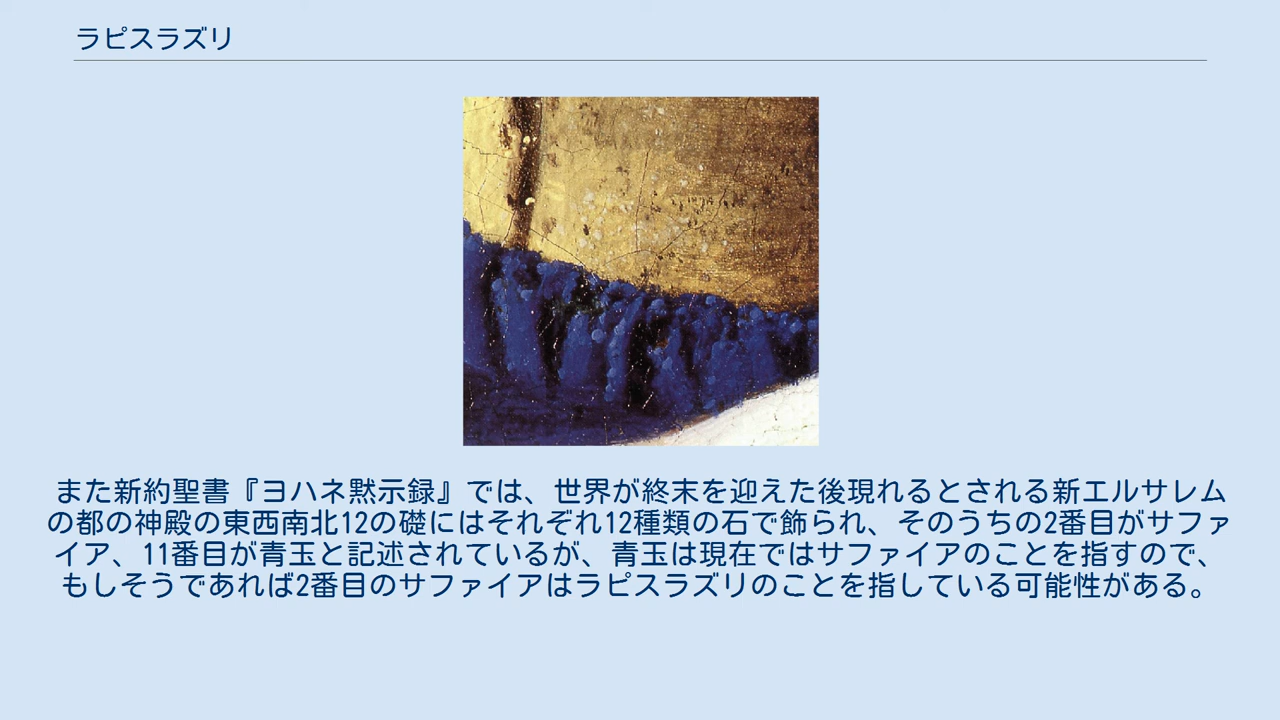 ラピスラズリ
また新約聖書『ヨハネ黙示録』では、世界が終末を迎えた後現れるとされる新エルサレム
の都の神殿の東西南北12の礎にはそれぞれ12種類の石で飾られ、そのうちの2番目がサファ
イア、11番目が青玉と記述されているが、青玉は現在ではサファイアのことを指すので、
もしそうであれば2番目のサファイアはラピスラズリのことを指している可能性がある。